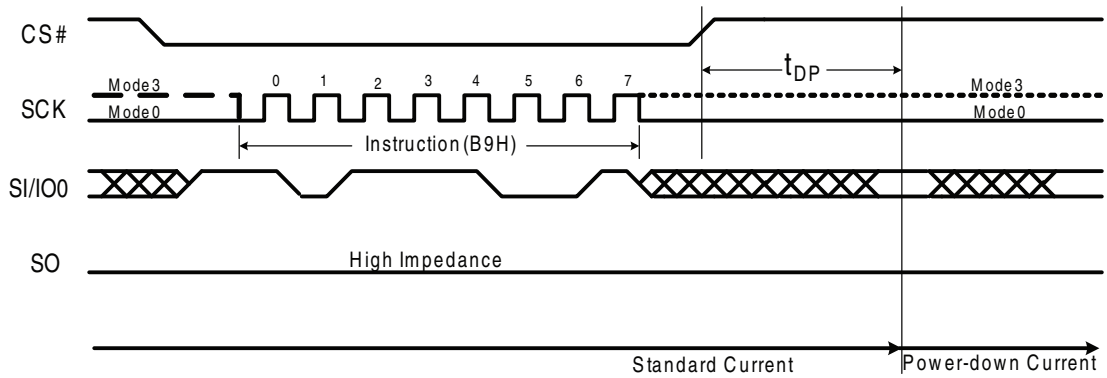 CS#
0 1 2 3 4 5 6 7
tDP
SCK
Mode3
Mode0
Mode3
Mode0
Instruction(B9H)
SI/IO0
SO
High Impedance
Standard Current
Power-down Current